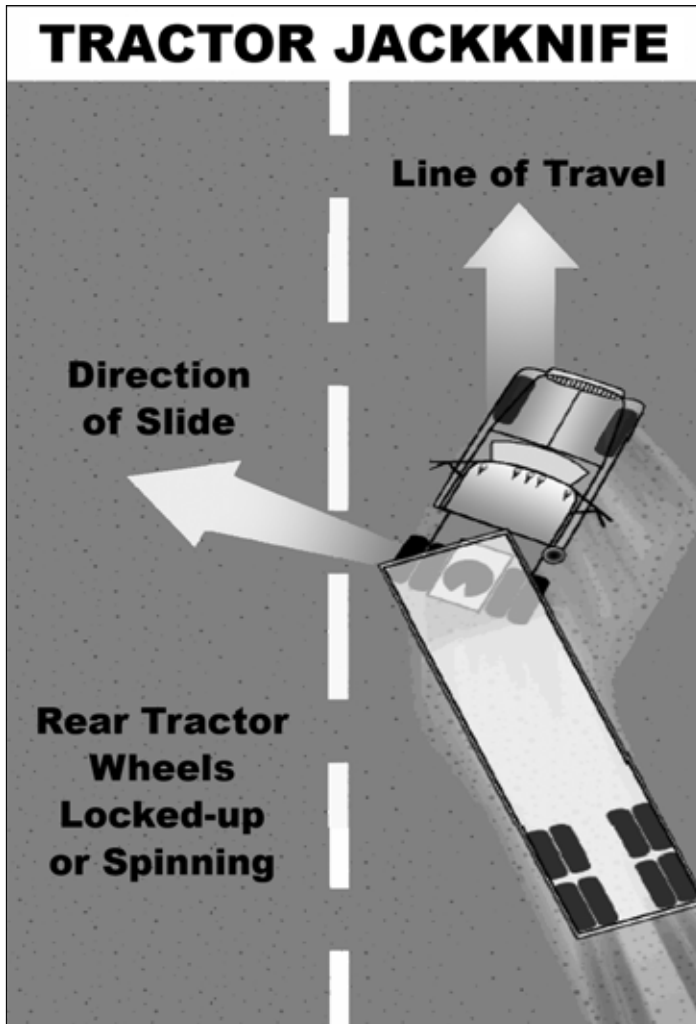 TRACTOR JACKKNIFE
Line of Travel
Direction
of Slide
Rear Tractor
Wheels
Locked-up
or Spinning